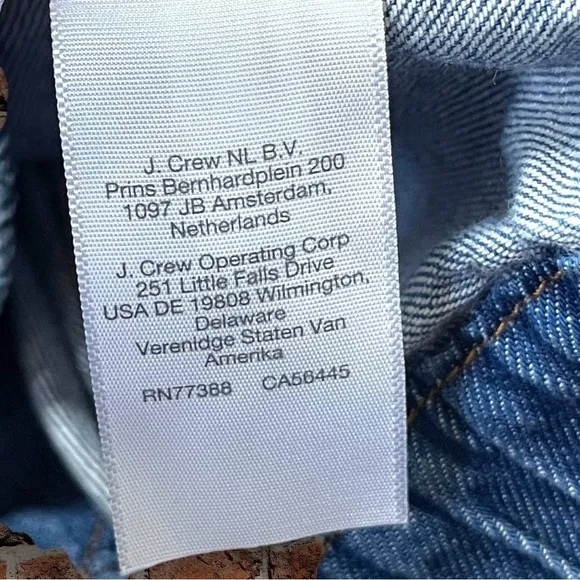 J. Crew NL B.V.
Prins Bernhardplein 200
1097 JB Amsterdam,
Netherlands
J. Crew Operating Corp
251 Little Falls Drive
USA DE 19808 Wilmington,
Delaware
Verenidge Staten Van
Amerika
RN77388 CA56445